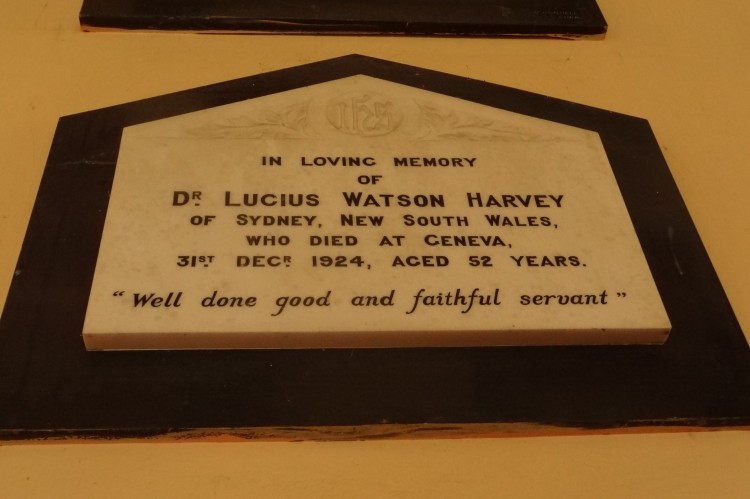 IHS
IN LOVING MEMORY
OF
DR. LUCIUS WATSON HARVEY
OF SYDNEY, NEW SOUTH WALES,
WHO DIED AT GENEVA,
31ST DECR 1924, AGED 52 YEARS.
"Well done good and faithful servant"